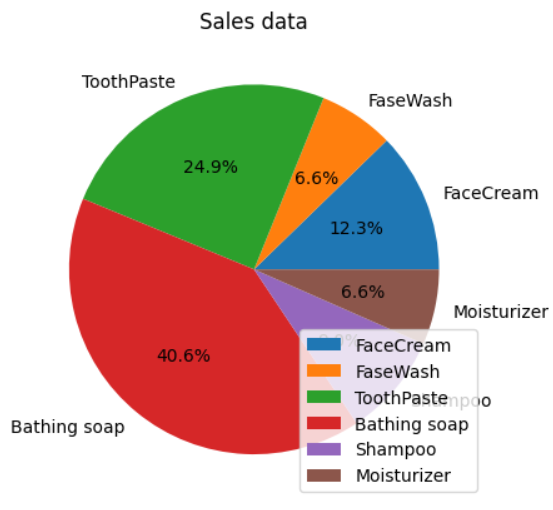 Sales data
ToothPaste
FaseWash
24.9%
6.6%
FaceCream
12.3%
6.6%
Moisturizer
40.6%
Bathing soap
Shampoo
FaceCream
FaseWash
ToothPaste
Bathing soap
Shampoo
Moisturizer